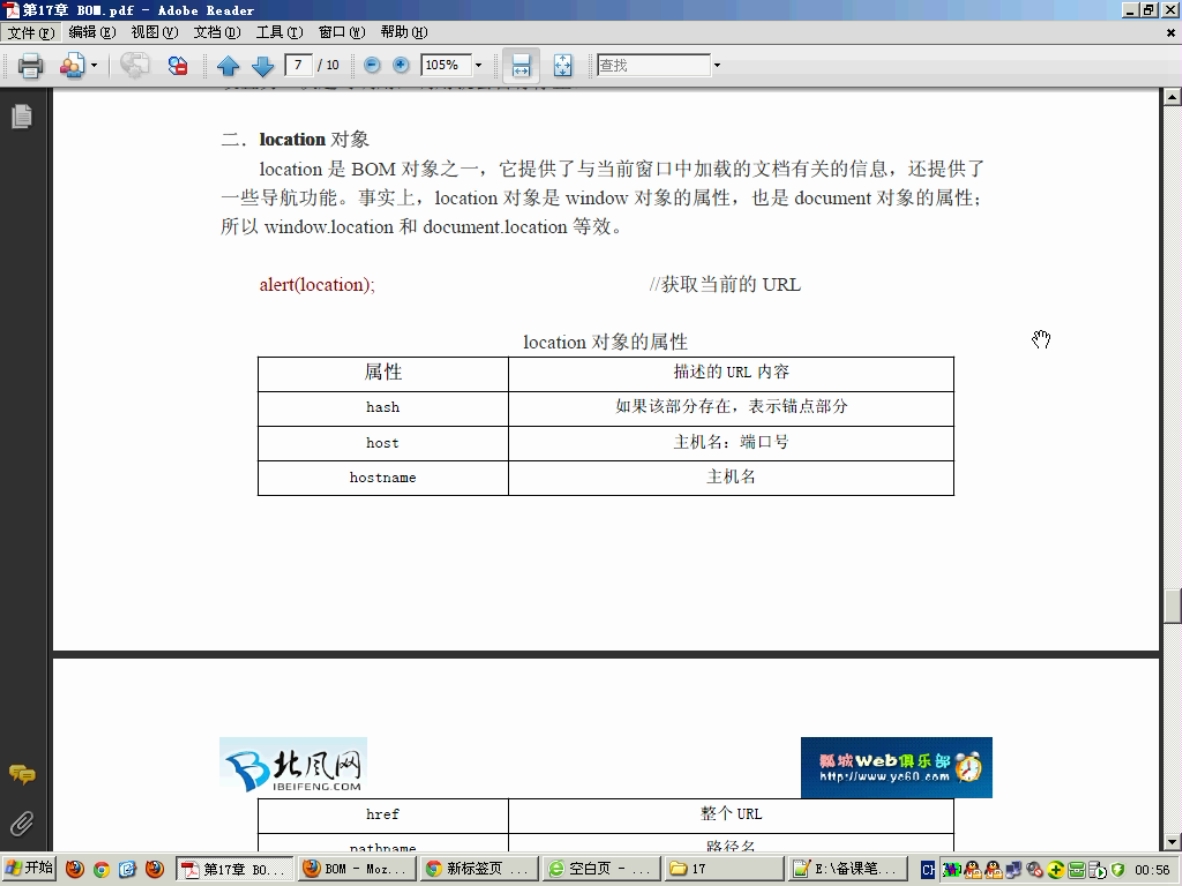 第17章 BOM.pdf - Adobe Reader
文件(F) 编辑(E) 视图(V) 文档(D) 工具(T) 窗口(W) 帮助(H)
7 / 10 105% 查找
二．location 对象
location 是 BOM 对象之一，它提供了与当前窗口中加载的文档有关的信息，还提供了
一些导航功能。事实上，location 对象是 window 对象的属性，也是 document 对象的属性；
所以 window.location 和 document.location 等效。
alert(location); //获取当前的 URL
location 对象的属性
属性 描述的 URL 内容
hash 如果该部分存在，表示锚点部分
host 主机名：端口号
hostname 主机名
北风网
IBEIFENG.COM
瓢城Web俱乐部
http://www.yc60.com
href 整个 URL
pathname 路径名
开始 第17章 BO... BOM - Moz... 新标签页 ... 空白页 - ... 17 E:\备课笔... CH 00:56